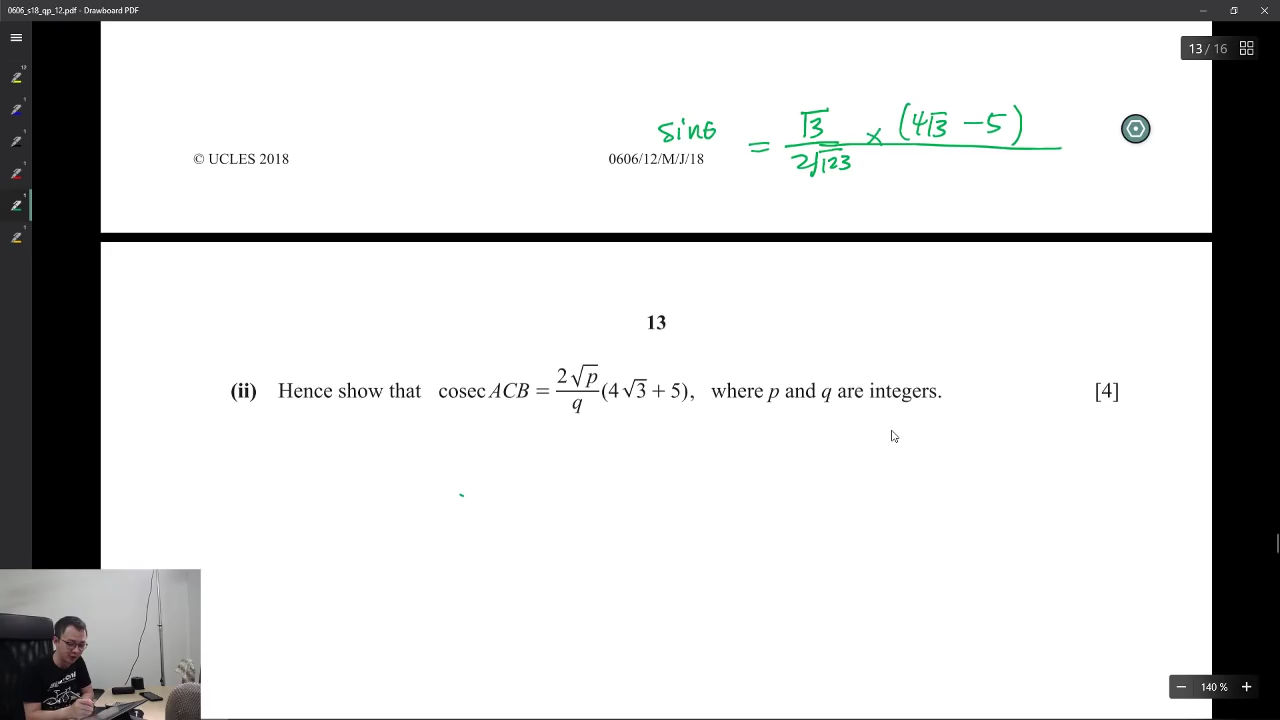 0606_s18_qp_12.pdf - Drawboard PDF
13 / 16
sinθ = √3/2√123 × (4√3 − 5)
© UCLES 2018 0606/12/M/J/18
13
(ii) Hence show that cosec ACB = 2√p/q (4√3 + 5), where p and q are integers. [4]
140 %